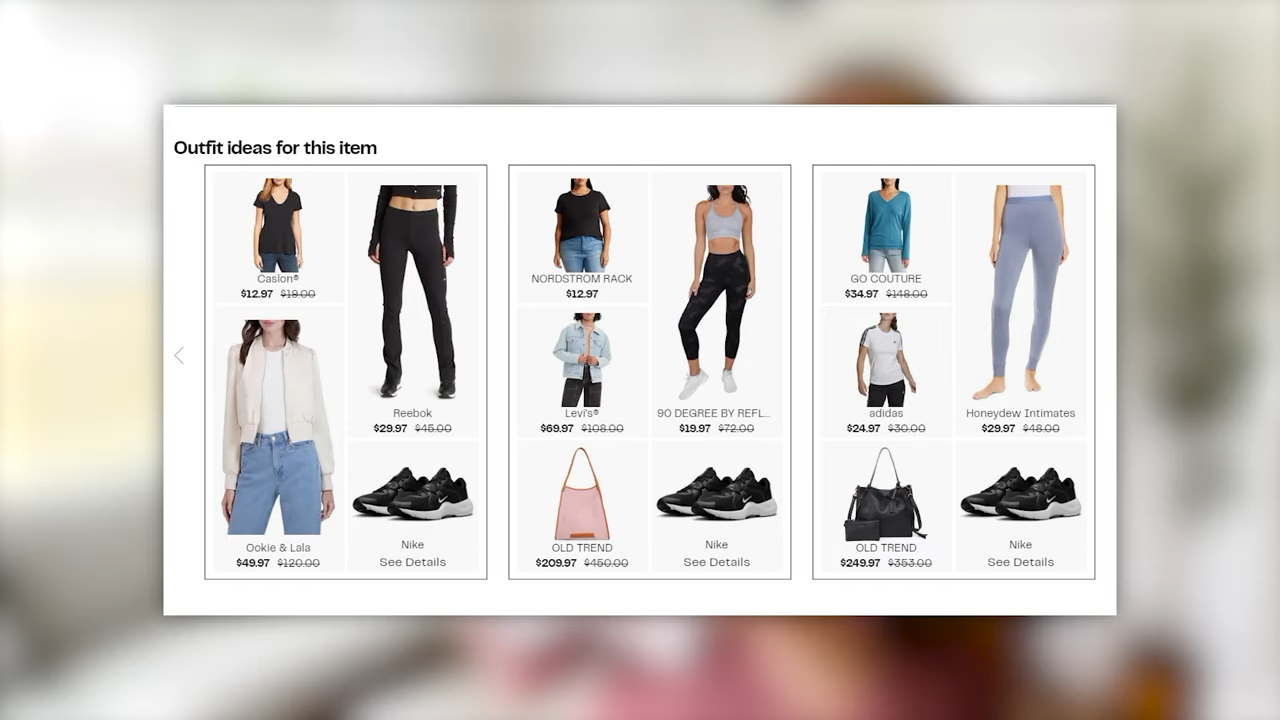 Outfit ideas for this item
Caslon®
$12.97 $19.00
Reebok
$29.97 $45.00
Ookie & Lala
$49.97 $120.00
Nike
See Details
NORDSTROM RACK
$12.97
Levi's®
$69.97 $108.00
90 DEGREE BY REFL...
$19.97 $72.00
OLD TREND
$209.97 $450.00
Nike
See Details
GO COUTURE
$34.97 $148.00
adidas
$24.97 $30.00
Honeydew Intimates
$29.97 $48.00
OLD TREND
$249.97 $353.00
Nike
See Details